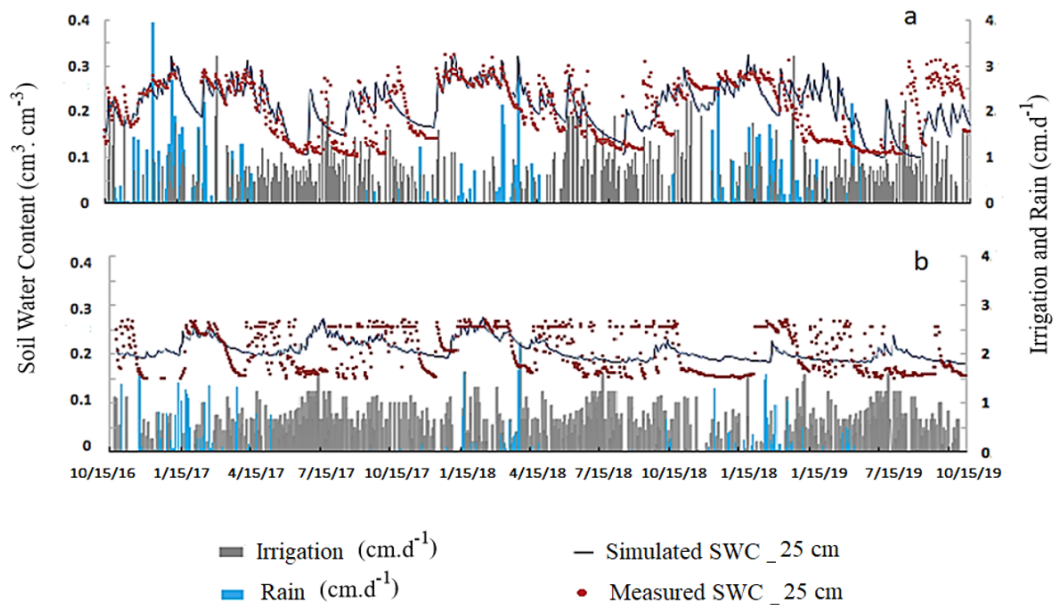 a
0.4
0.3
0.2
0.1
0
4
3
2
1
0
Soil Water Content (cm³. cm⁻³)
Irrigation and Rain (cm.d⁻¹)
b
0.4
0.3
0.2
0.1
0
4
3
2
1
0
10/15/16 1/15/17 4/15/17 7/15/17 10/15/17 1/15/18 4/15/18 7/15/18 10/15/18 1/15/18 1/15/19 7/15/19 10/15/19
Irrigation (cm.d⁻¹)
Simulated SWC _ 25 cm
Rain (cm.d⁻¹)
Measured SWC _ 25 cm